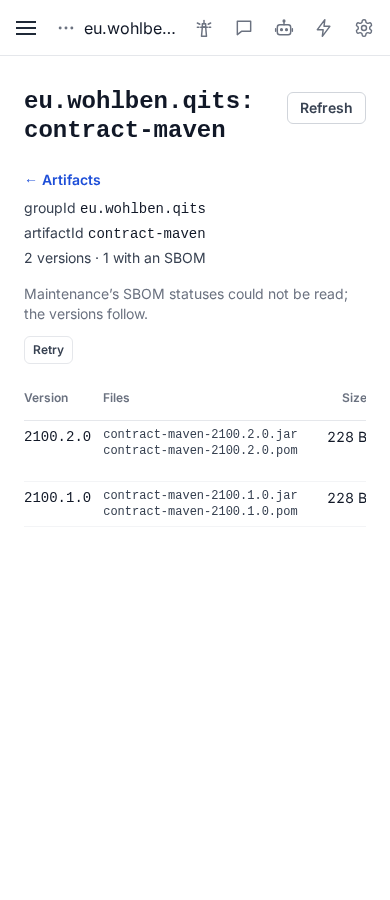 eu.wohlbe...
eu.wohlben.qits:
contract-maven
Refresh
← Artifacts
groupId eu.wohlben.qits
artifactId contract-maven
2 versions · 1 with an SBOM
Maintenance's SBOM statuses could not be read;
the versions follow.
Retry
Version Files Size
2100.2.0 contract-maven-2100.2.0.jar 228 B
contract-maven-2100.2.0.pom
2100.1.0 contract-maven-2100.1.0.jar 228 B
contract-maven-2100.1.0.pom